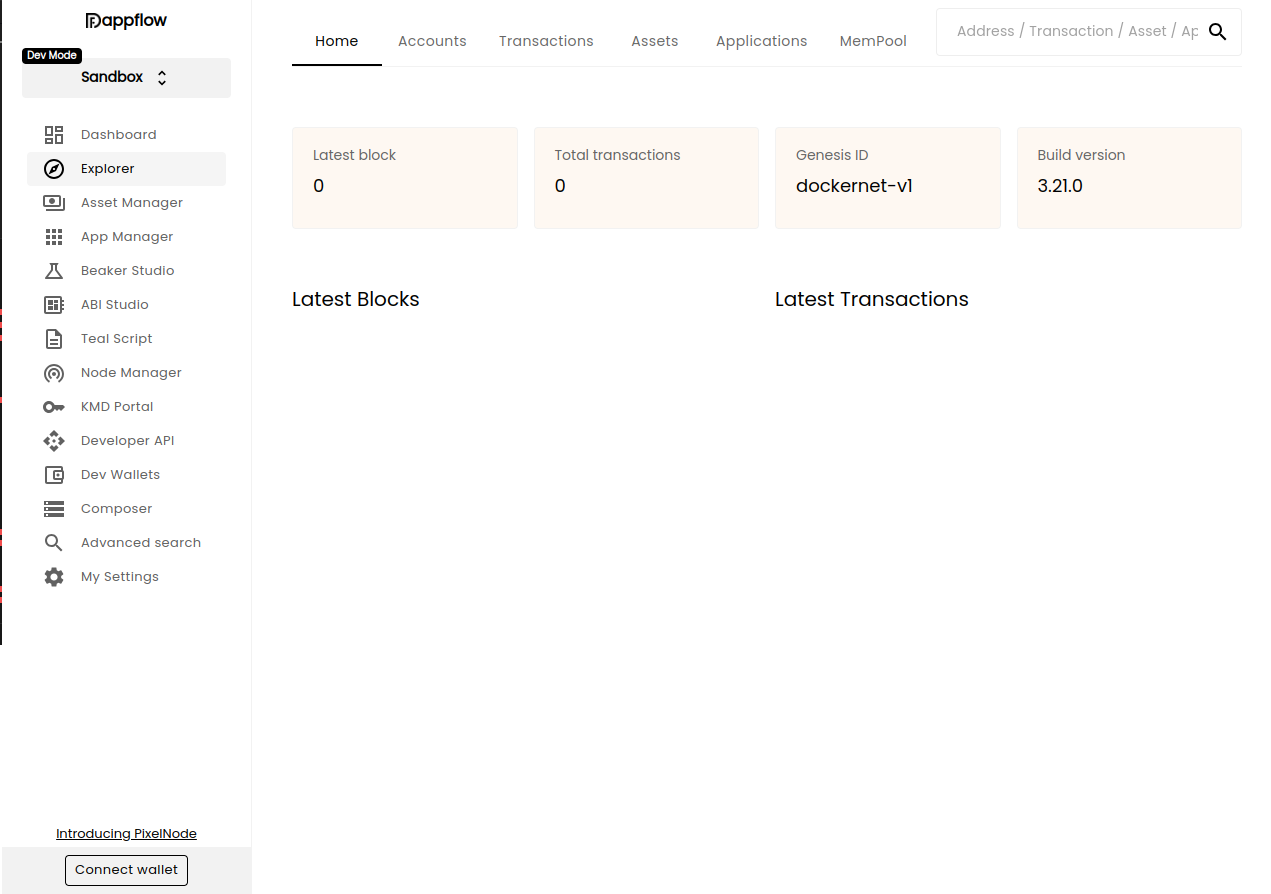 Dappflow
Dev Mode
Sandbox
Dashboard
Explorer
Asset Manager
App Manager
Beaker Studio
ABI Studio
Teal Script
Node Manager
KMD Portal
Developer API
Dev Wallets
Composer
Advanced search
My Settings
Introducing PixelNode
Connect wallet
Home Accounts Transactions Assets Applications MemPool
Address / Transaction / Asset / Ap
Latest block
0
Total transactions
0
Genesis ID
dockernet-v1
Build version
3.21.0
Latest Blocks
Latest Transactions